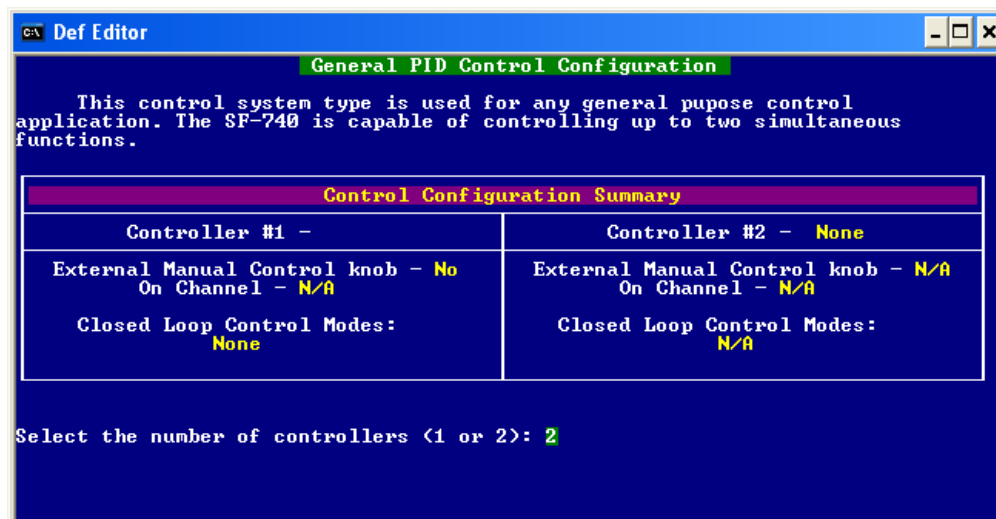 Def Editor
General PID Control Configuration
This control system type is used for any general pupose control
application. The SF-740 is capable of controlling up to two simultaneous
functions.
Control Configuration Summary
Controller #1 -
Controller #2 - None
External Manual Control knob - No
On Channel - N/A
Closed Loop Control Modes:
None
External Manual Control knob - N/A
On Channel - N/A
Closed Loop Control Modes:
N/A
Select the number of controllers (1 or 2): 2